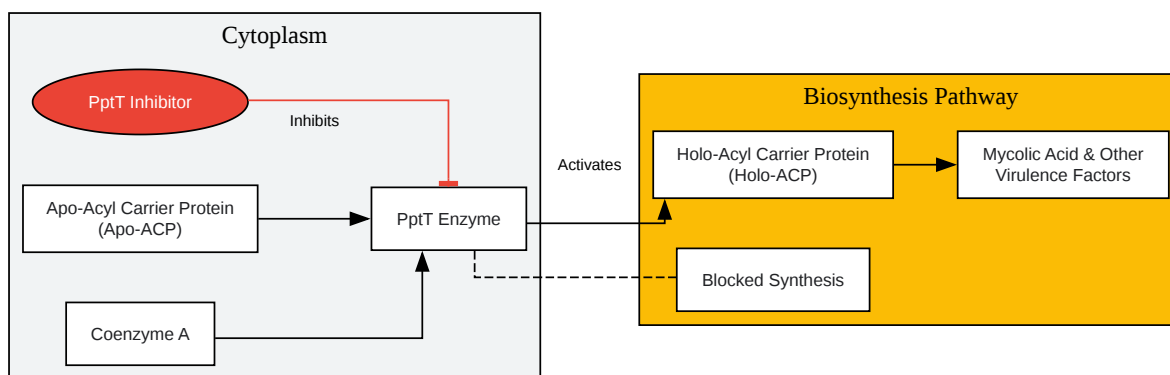 Cytoplasm
PptT Inhibitor
Inhibits
Apo-Acyl Carrier Protein
(Apo-ACP)
PptT Enzyme
Coenzyme A
Activates
Biosynthesis Pathway
Holo-Acyl Carrier Protein
(Holo-ACP)
Mycolic Acid & Other
Virulence Factors
Blocked Synthesis